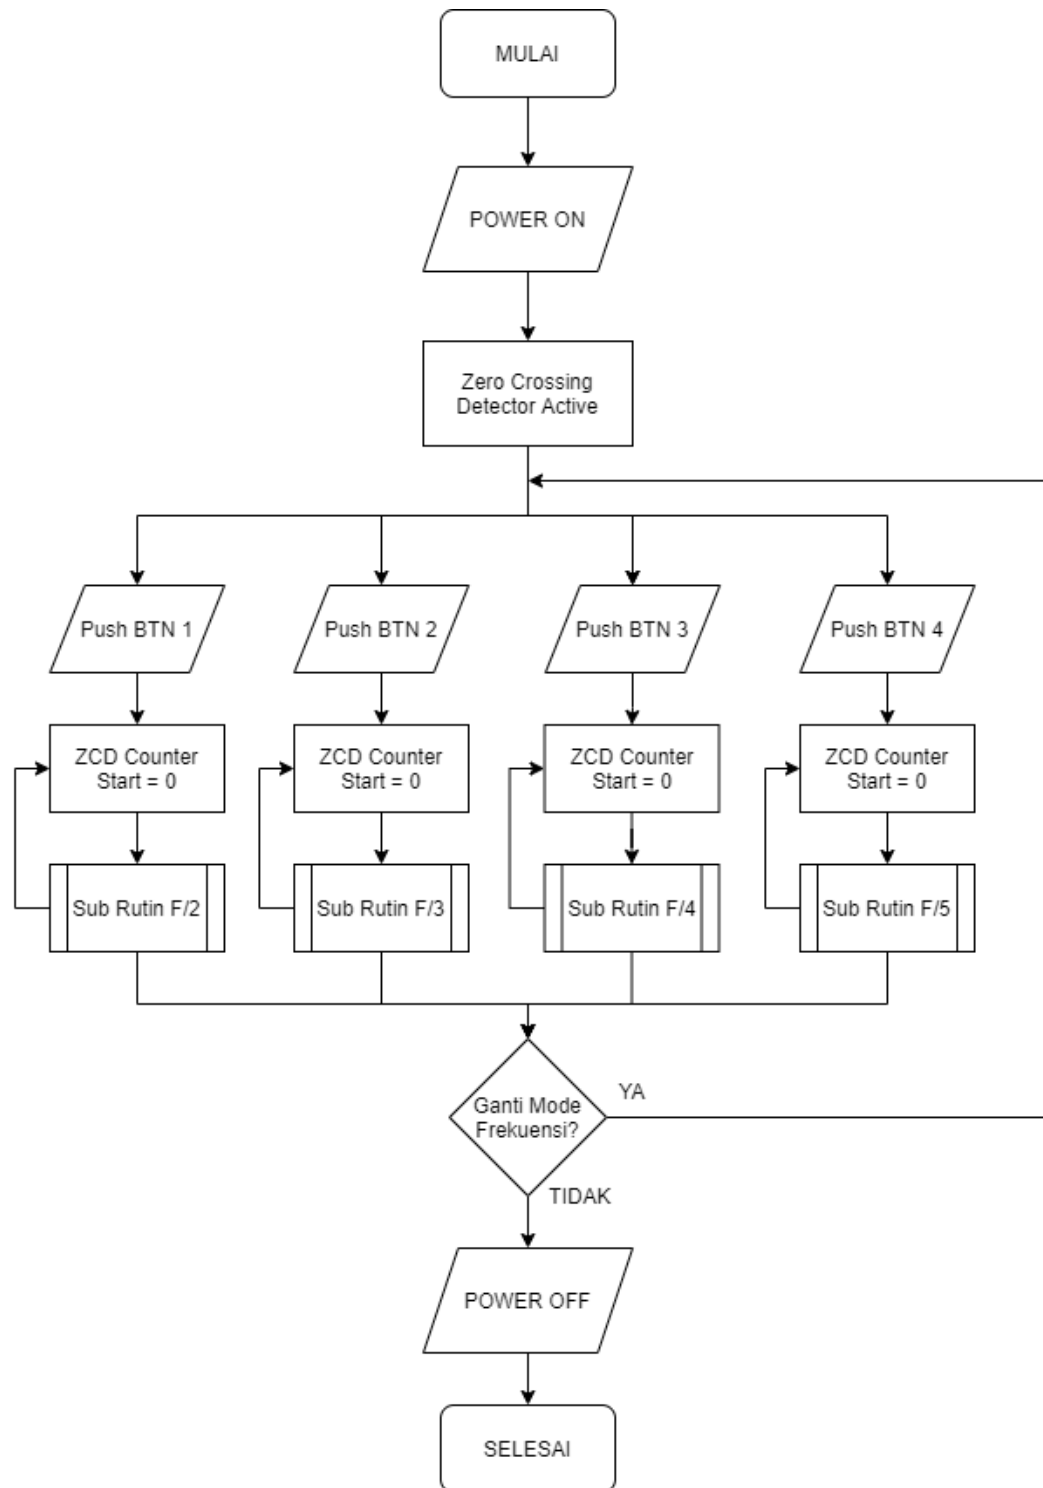 MULAI
POWER ON
Zero Crossing
Detector Active
Push BTN 1
Push BTN 2
Push BTN 3
Push BTN 4
ZCD Counter
Start = 0
ZCD Counter
Start = 0
ZCD Counter
Start = 0
ZCD Counter
Start = 0
Sub Rutin F/2
Sub Rutin F/3
Sub Rutin F/4
Sub Rutin F/5
Ganti Mode
Frekuensi?
YA
TIDAK
POWER OFF
SELESAI